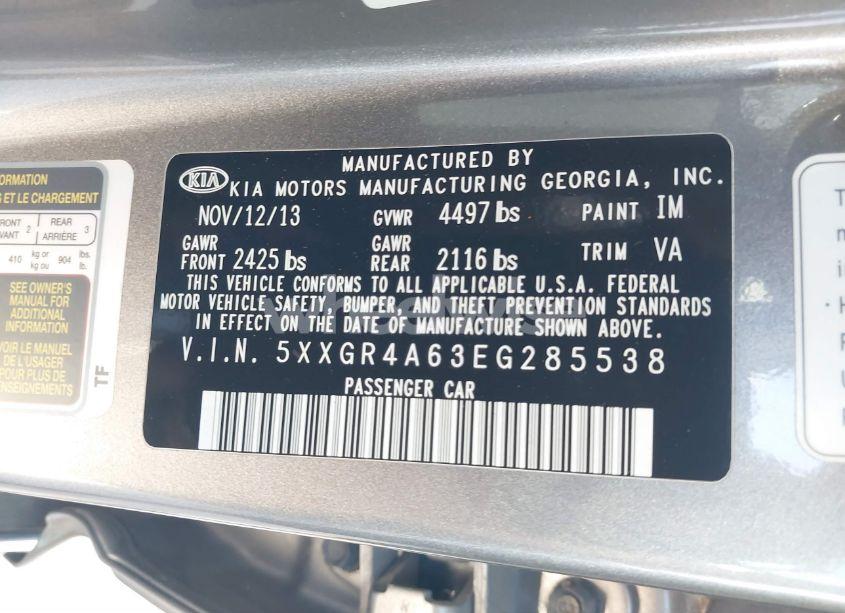 MANUFACTURED BY
KIA KIA MOTORS MANUFACTURING GEORGIA, INC.
NOV/12/13 GVWR 4497 lbs PAINT IM
GAWR FRONT 2425 lbs GAWR REAR 2116 lbs TRIM VA
THIS VEHICLE CONFORMS TO ALL APPLICABLE U.S.A. FEDERAL
MOTOR VEHICLE SAFETY, BUMPER, AND THEFT PREVENTION STANDARDS
IN EFFECT ON THE DATE OF MANUFACTURE SHOWN ABOVE.
V.I.N. 5XXGR4A63EG285538
PASSENGER CAR
ORMATION
ET LE CHARGEMENT
FRONT 2 REAR 3
VANT ARRIÈRE
410 kg or kg ou 904 lbs. lb.
SEE OWNER'S
MANUAL FOR
ADDITIONAL
INFORMATION
VOIR LE MANUEL
DE L'USAGER
POUR PLUS DE
RENSEIGNEMENTS
TF